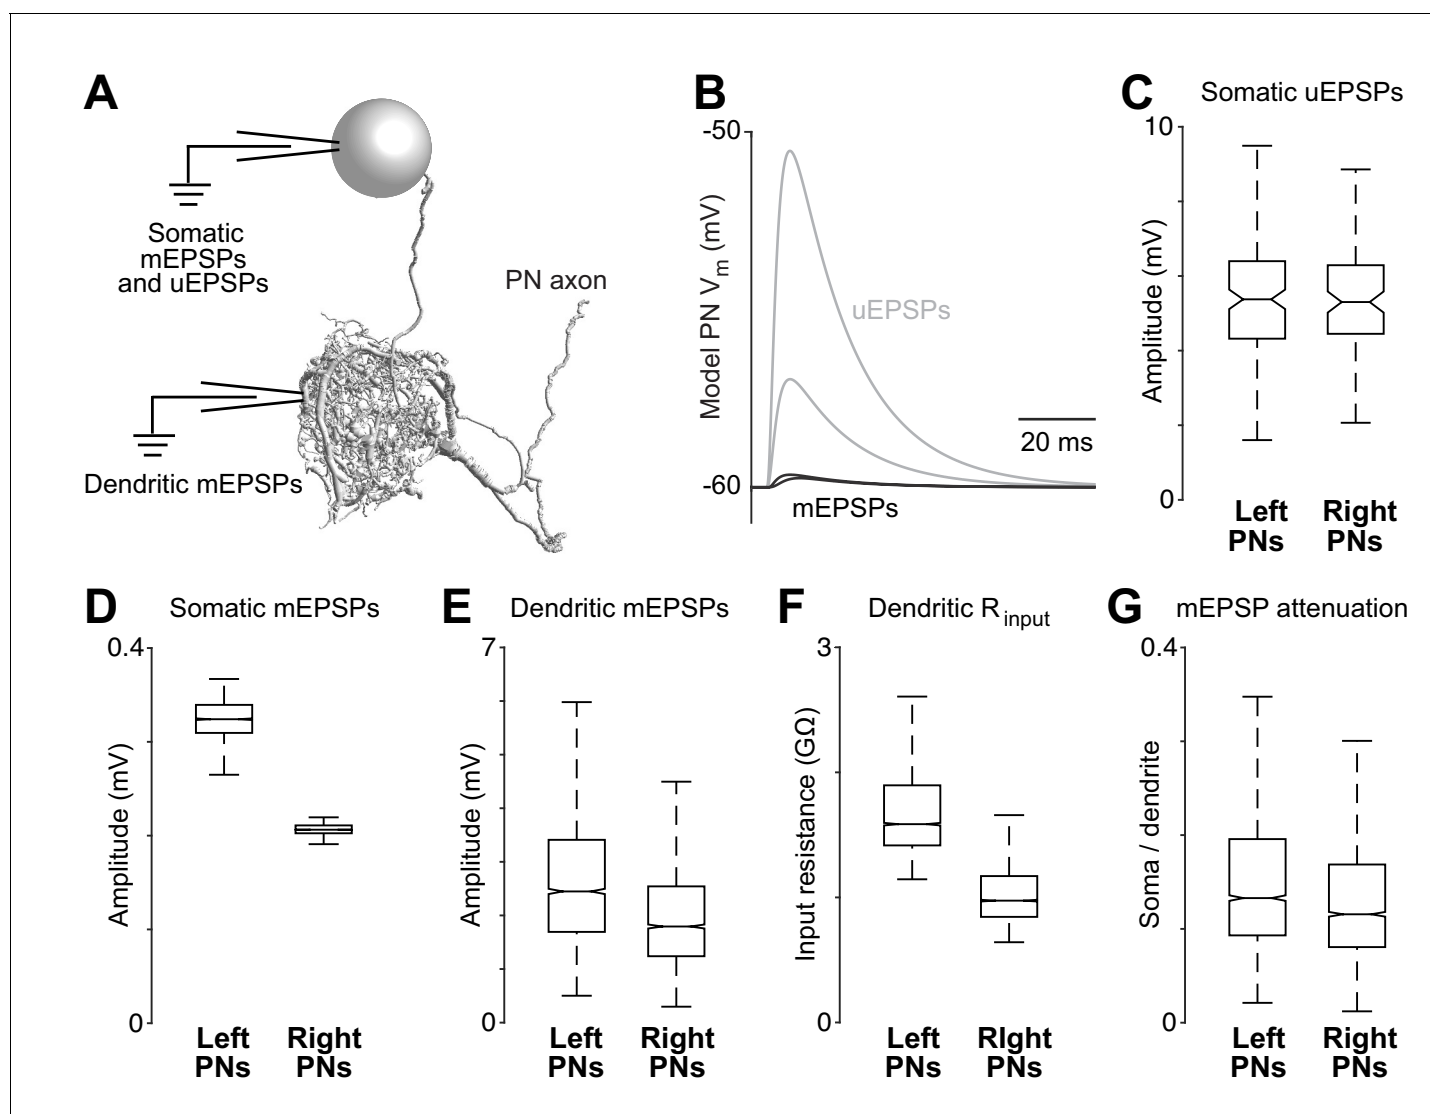 A
Somatic
mEPSPs
and uEPSPs
PN axon
Dendritic mEPSPs
B
-50
Model PN Vm (mV)
uEPSPs
20 ms
-60
mEPSPs
C
Somatic uEPSPs
10
Amplitude (mV)
0
Left
PNs
Right
PNs
D
Somatic mEPSPs
0.4
Amplitude (mV)
0
Left
PNs
Right
PNs
E
Dendritic mEPSPs
7
Amplitude (mV)
0
Left
PNs
Right
PNs
F
Dendritic Rinput
3
Input resistance (GΩ)
0
Left
PNs
RIght
PNs
G
mEPSP attenuation
0.4
Soma / dendrite
0
Left
PNs
Right
PNs